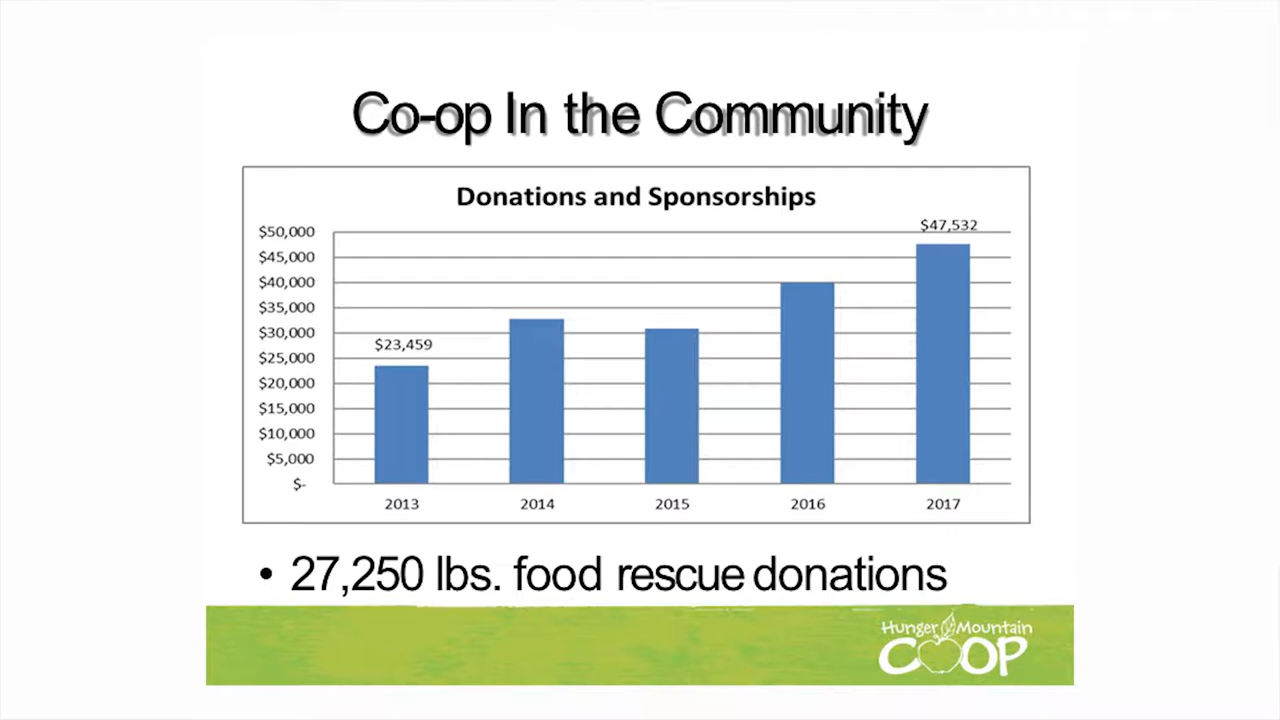 Co-op In the Community
Donations and Sponsorships
$50,000
$45,000
$40,000
$35,000
$30,000
$25,000
$20,000
$15,000
$10,000
$5,000
$-
$23,459
$47,532
2013 2014 2015 2016 2017
• 27,250 lbs. food rescue donations
Hunger Mountain
COOP